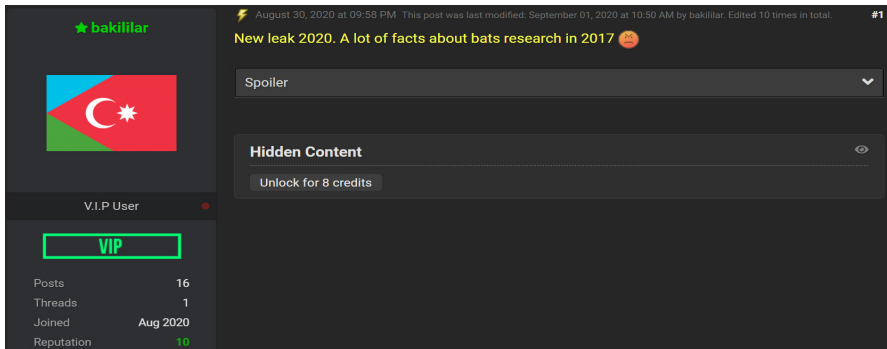 bakililar
V.I.P User
VIP
Posts 16
Threads 1
Joined Aug 2020
Reputation 10
August 30, 2020 at 09:58 PM This post was last modified: September 01, 2020 at 10:50 AM by bakililar. Edited 10 times in total. #1
New leak 2020. A lot of facts about bats research in 2017
Spoiler
Hidden Content
Unlock for 8 credits